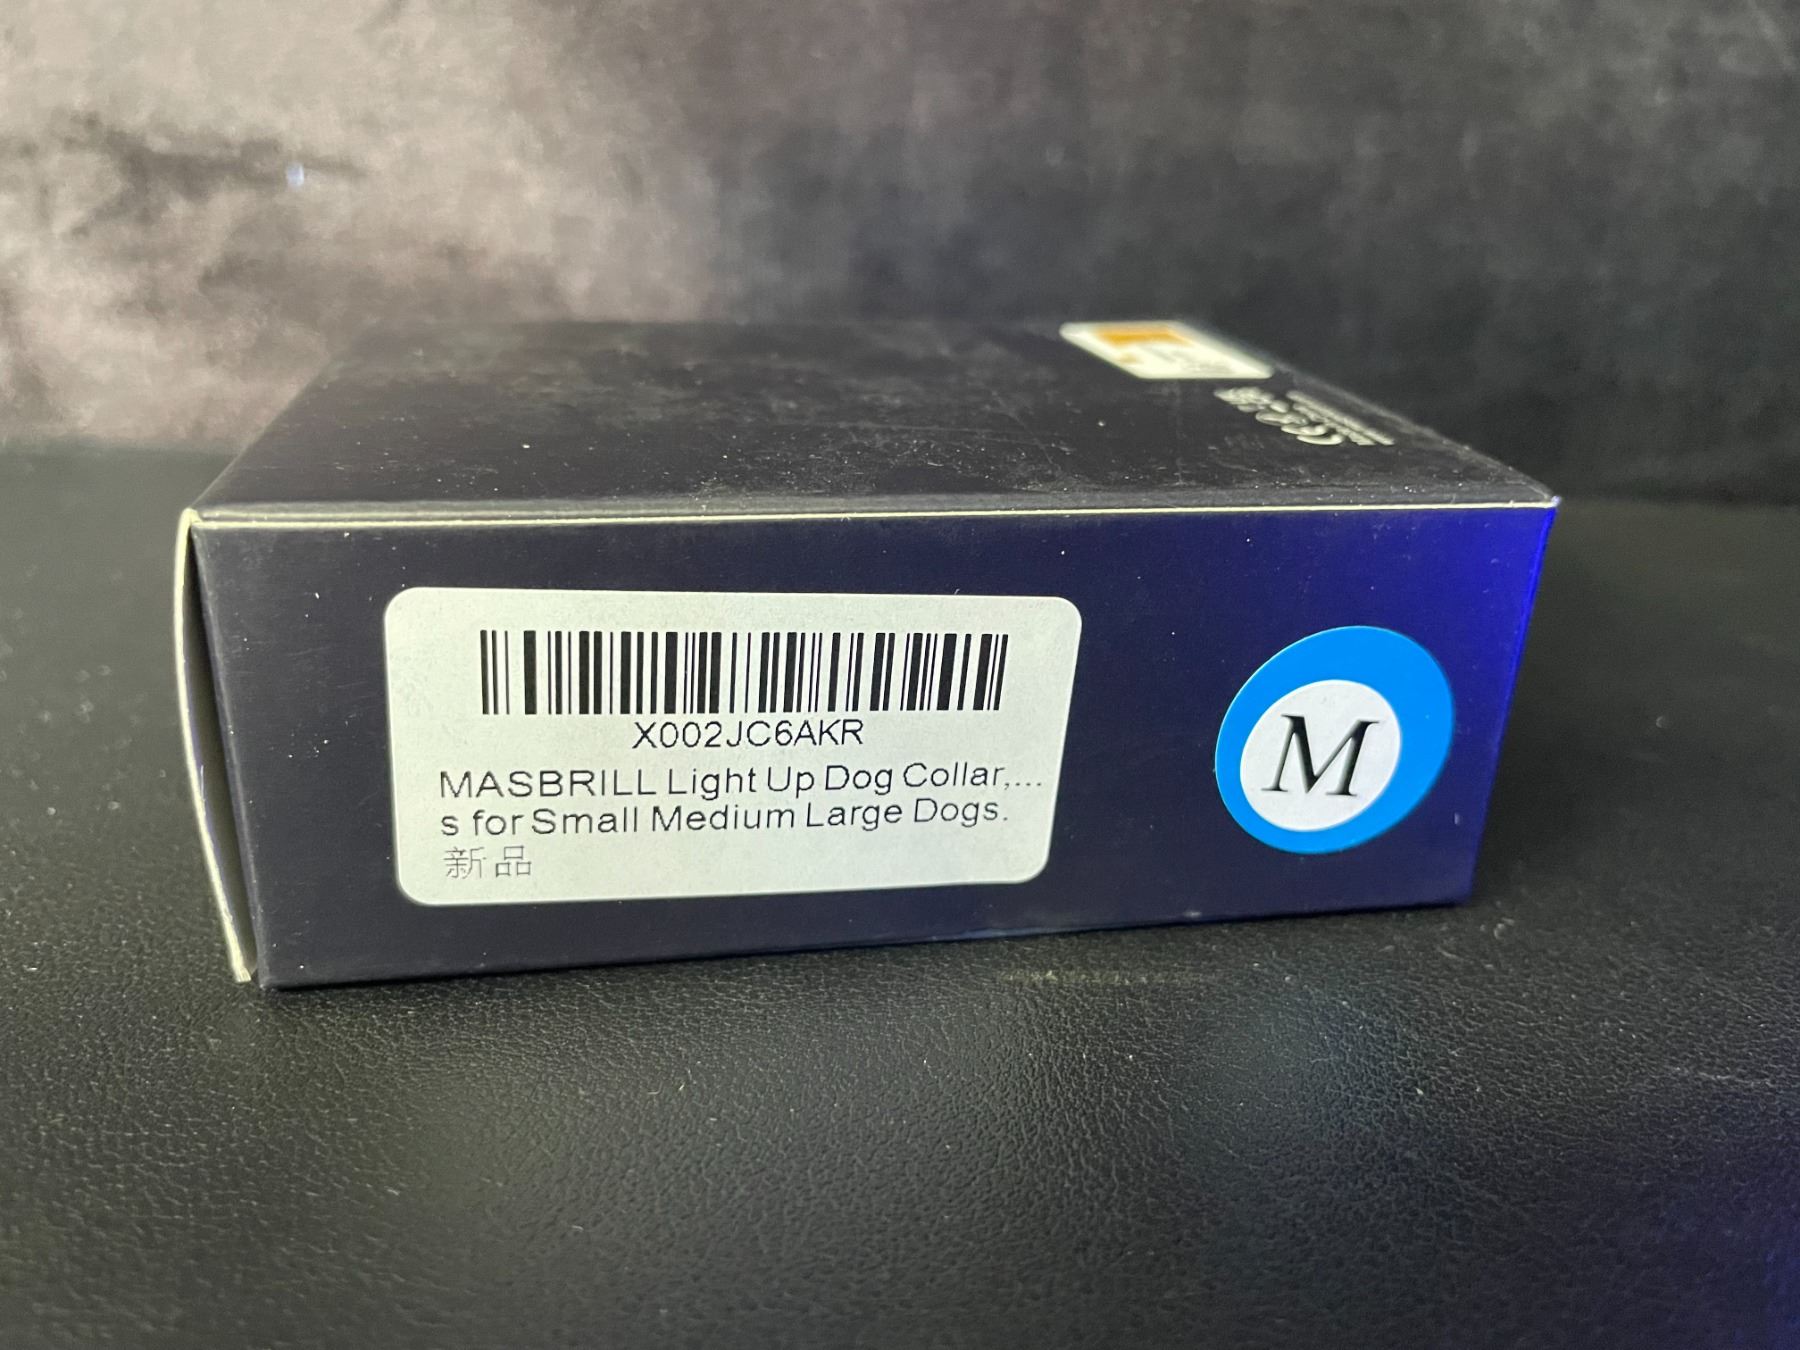 X002JC6AKR
MASBRILL Light Up Dog Collar,...
s for Small Medium Large Dogs.
新品
M